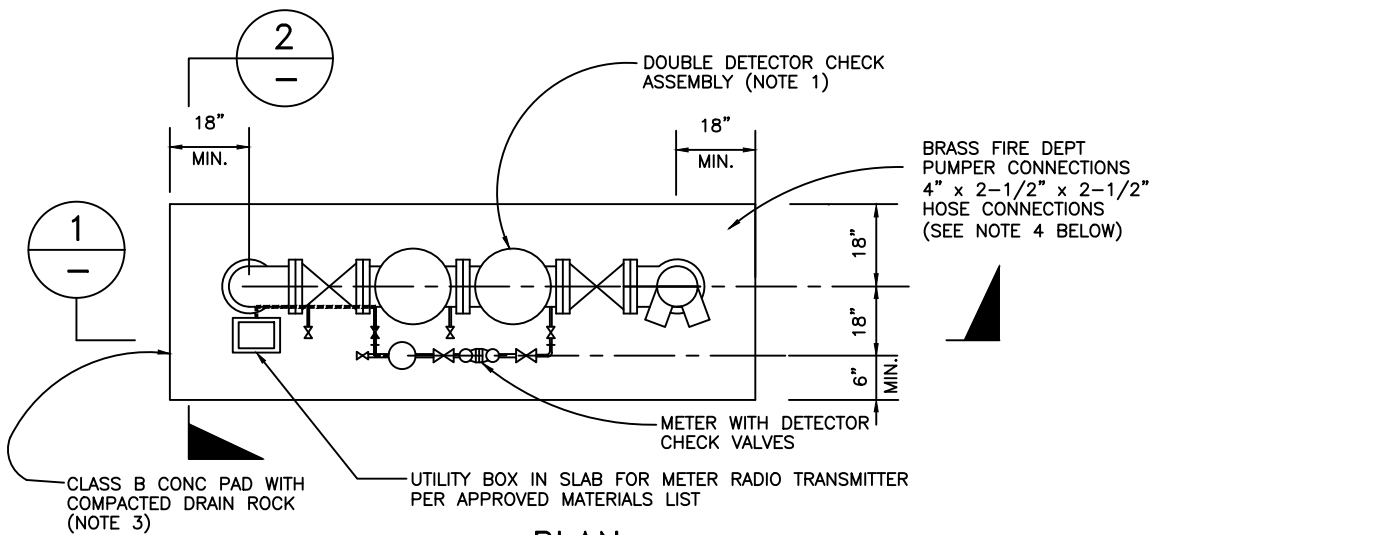 2
–
DOUBLE DETECTOR CHECK
ASSEMBLY (NOTE 1)
18"
MIN.
18"
MIN.
BRASS FIRE DEPT
PUMPER CONNECTIONS
4" x 2-1/2" x 2-1/2"
HOSE CONNECTIONS
(SEE NOTE 4 BELOW)
1
–
18"
18"
6"
MIN.
METER WITH DETECTOR
CHECK VALVES
CLASS B CONC PAD WITH
COMPACTED DRAIN ROCK
(NOTE 3)
UTILITY BOX IN SLAB FOR METER RADIO TRANSMITTER
PER APPROVED MATERIALS LIST
PLAN